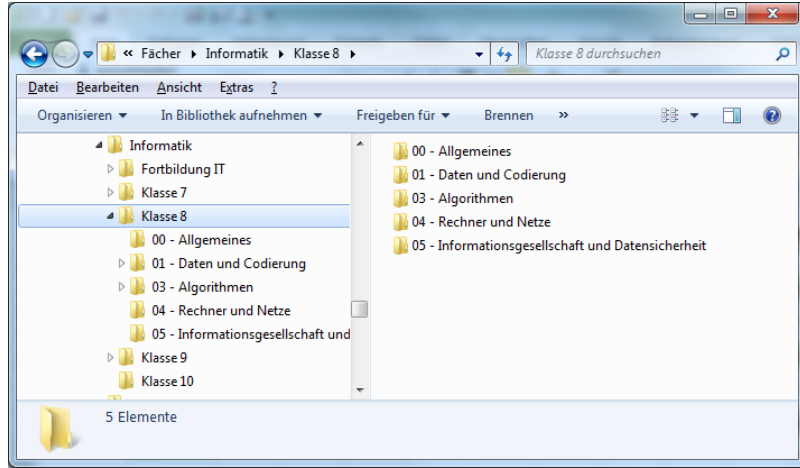 « Fächer Informatik Klasse 8
Klasse 8 durchsuchen
Datei Bearbeiten Ansicht Extras ?
Organisieren In Bibliothek aufnehmen Freigeben für Brennen »
Informatik
Fortbildung IT
Klasse 7
Klasse 8
00 - Allgemeines
01 - Daten und Codierung
03 - Algorithmen
04 - Rechner und Netze
05 - Informationsgesellschaft und
Klasse 9
Klasse 10
00 - Allgemeines
01 - Daten und Codierung
03 - Algorithmen
04 - Rechner und Netze
05 - Informationsgesellschaft und Datensicherheit
5 Elemente